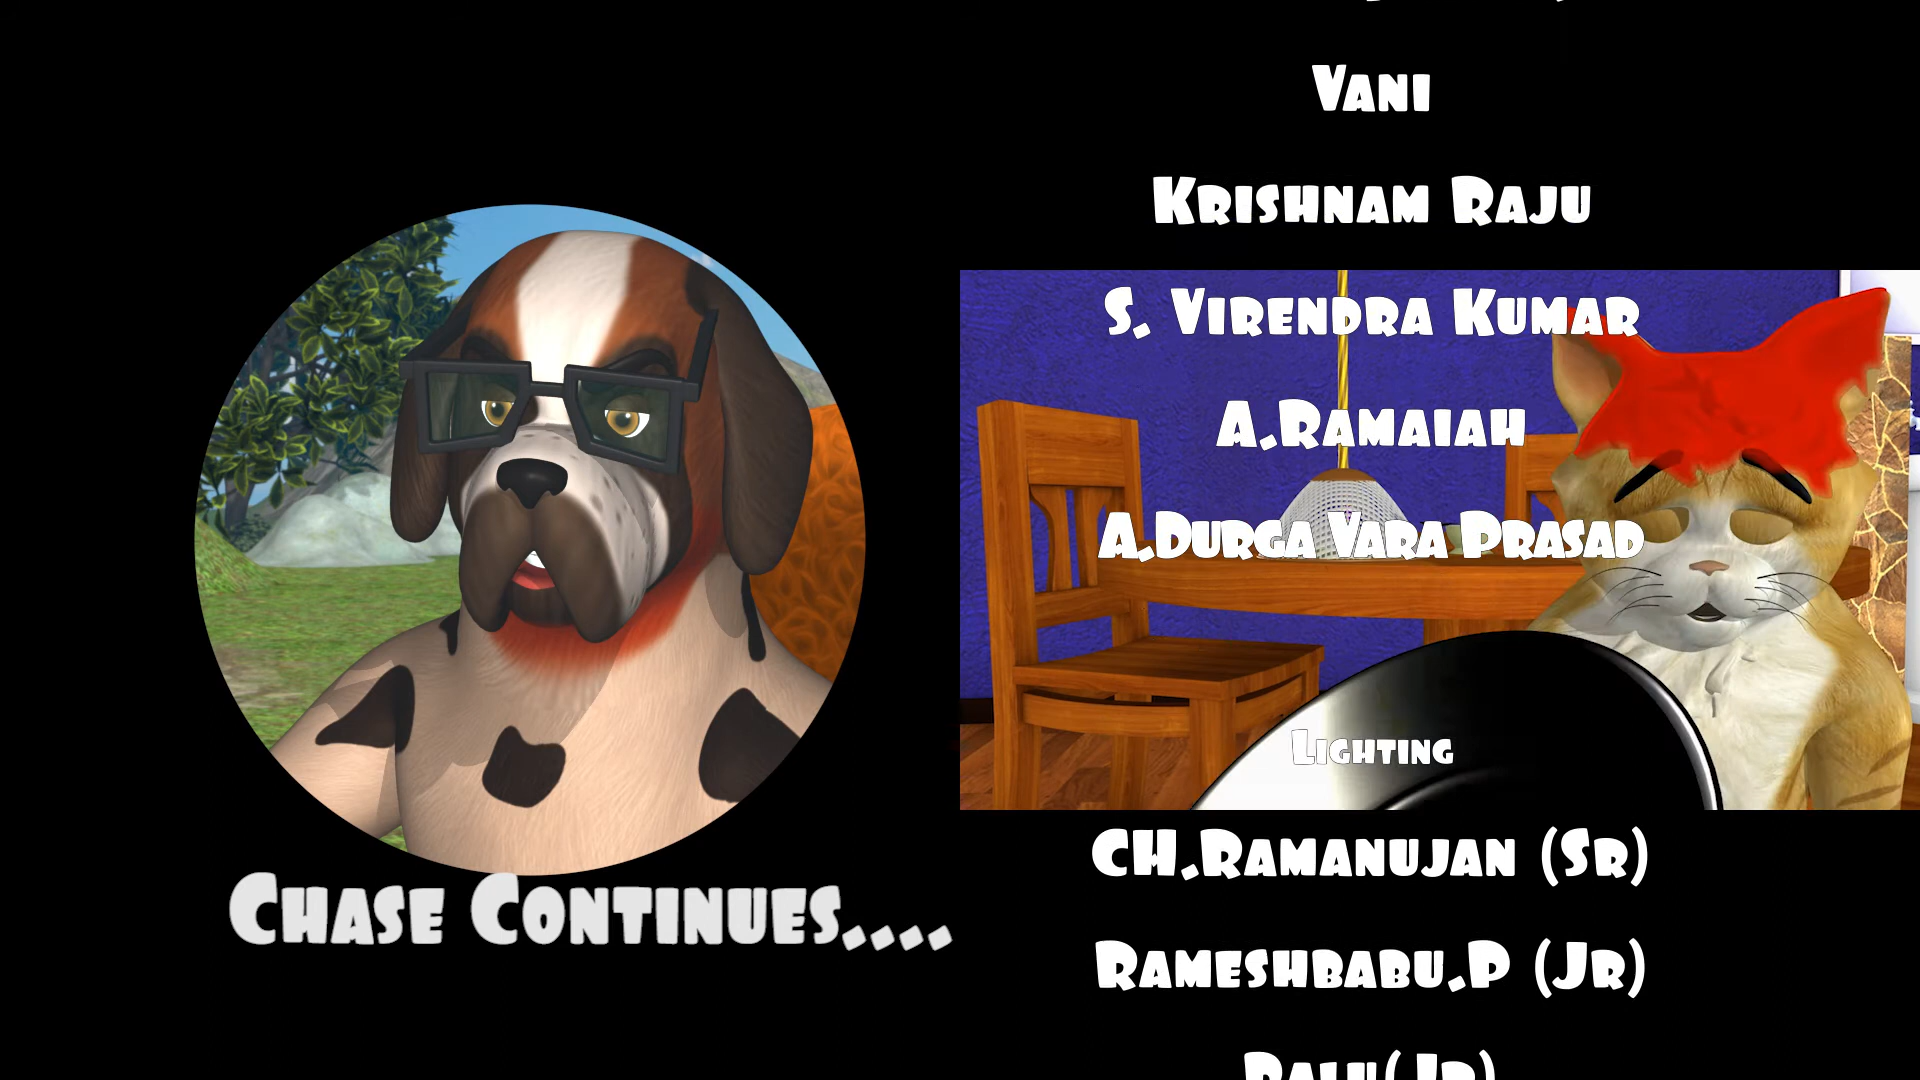 Vani
Krishnam Raju
S. Virendra Kumar
A.Ramaiah
A.Durga Vara Prasad
Lighting
CH.Ramanujan (Sr)
Rameshbabu.P (Jr)
Chase Continues....